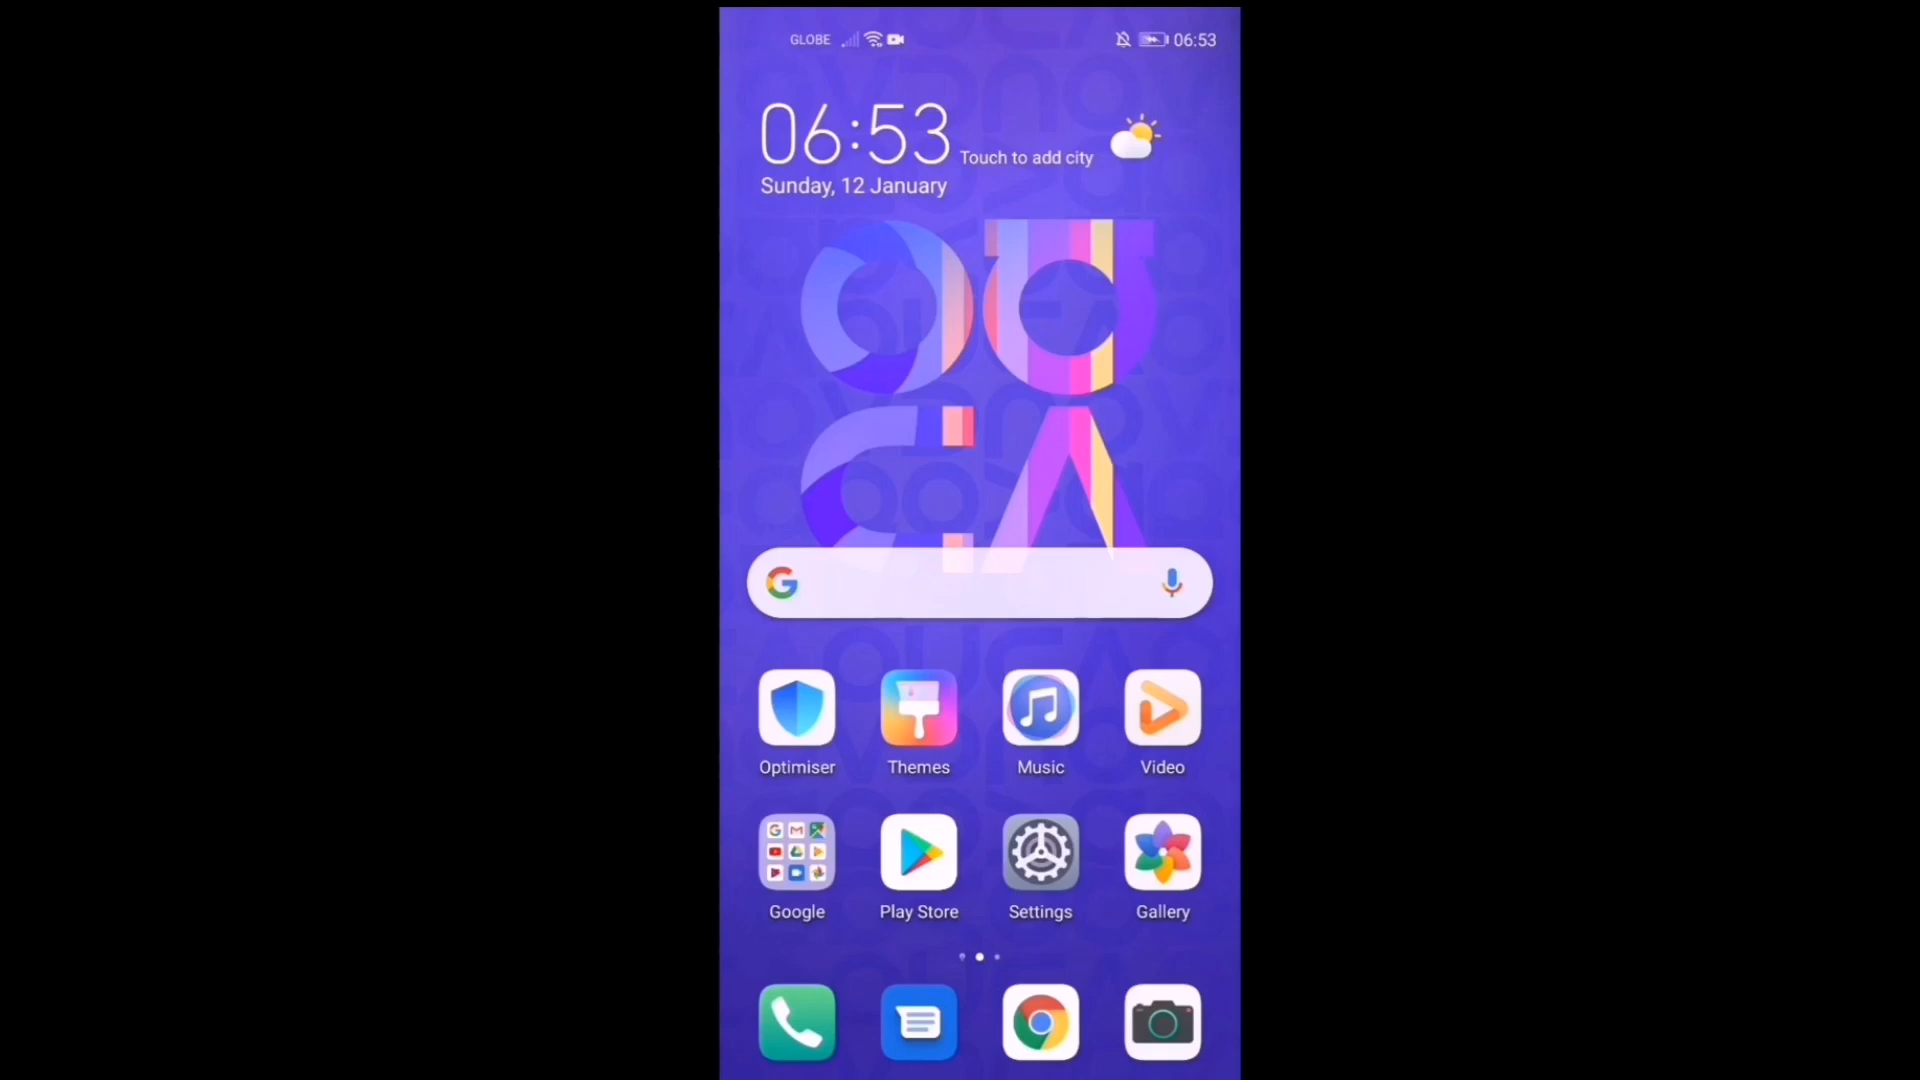 GLOBE
06:53
06:53
Touch to add city
Sunday, 12 January
Optimiser
Themes
Music
Video
Google
Play Store
Settings
Gallery